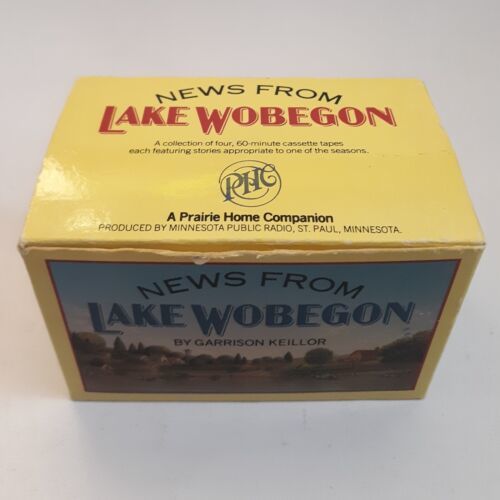 NEWS FROM
LAKE WOBEGON
A collection of four, 60-minute cassette tapes
each featuring stories appropriate to one of the seasons.
PHC
A Prairie Home Companion
PRODUCED BY MINNESOTA PUBLIC RADIO, ST. PAUL, MINNESOTA.
NEWS FROM
LAKE WOBEGON
BY GARRISON KEILLOR